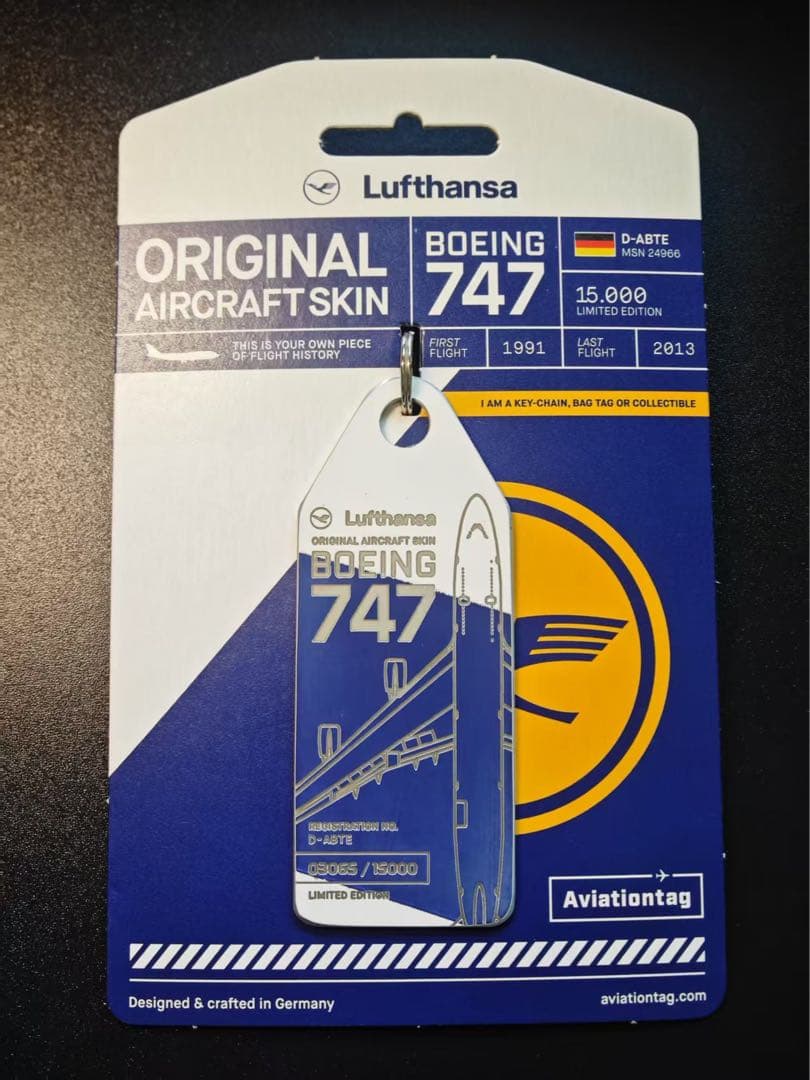 Lufthansa
ORIGINAL
AIRCRAFT SKIN
BOEING
747
D-ABTE
MSN 24966
15.000
LIMITED EDITION
THIS IS YOUR OWN PIECE
OF FLIGHT HISTORY
FIRST
FLIGHT
1991
LAST
FLIGHT
2013
I AM A KEY-CHAIN, BAG TAG OR COLLECTIBLE
Lufthansa
ORIGINAL AIRCRAFT SKIN
BOEING
747
REGISTRATION NO.
D-ABTE
03065 / 15000
LIMITED EDITION
Aviationtag
Designed & crafted in Germany
aviationtag.com